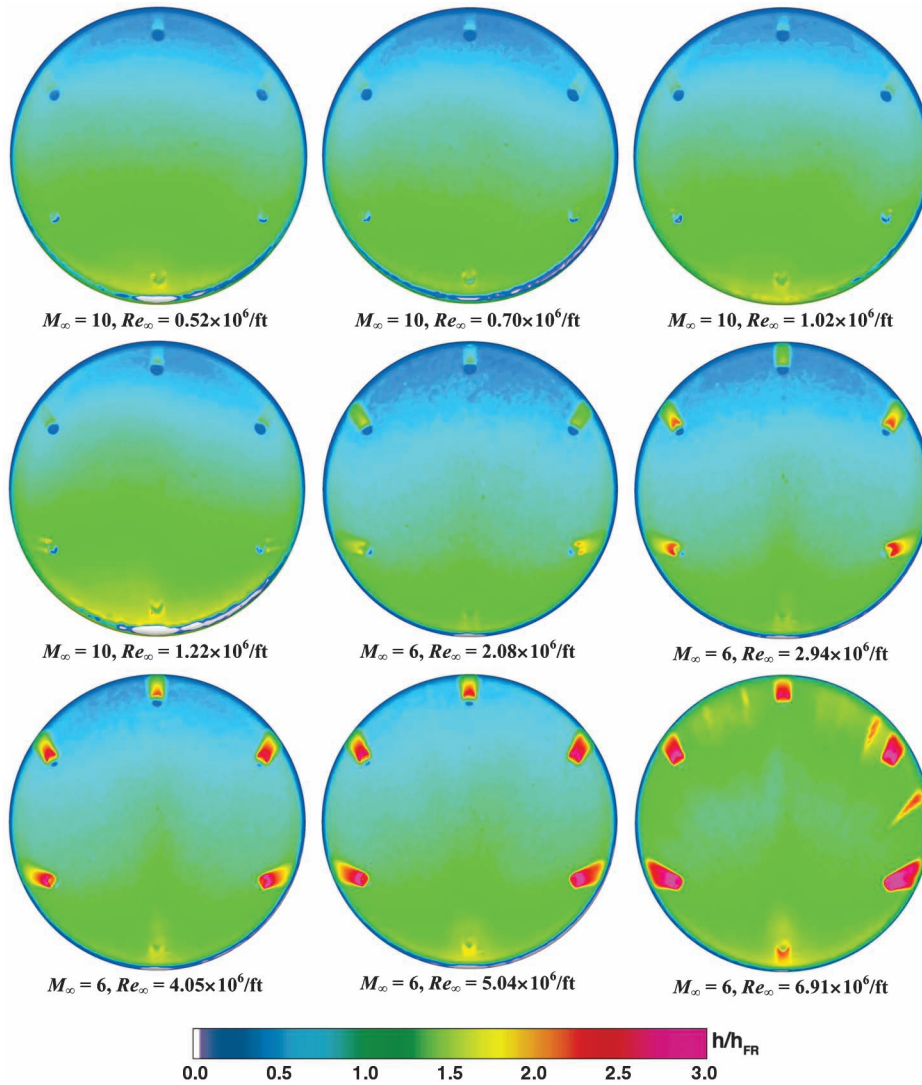 M∞ = 10, Re∞ = 0.52×10⁶/ft
M∞ = 10, Re∞ = 0.70×10⁶/ft
M∞ = 10, Re∞ = 1.02×10⁶/ft
M∞ = 10, Re∞ = 1.22×10⁶/ft
M∞ = 6, Re∞ = 2.08×10⁶/ft
M∞ = 6, Re∞ = 2.94×10⁶/ft
M∞ = 6, Re∞ = 4.05×10⁶/ft
M∞ = 6, Re∞ = 5.04×10⁶/ft
M∞ = 6, Re∞ = 6.91×10⁶/ft
h/hFR
0.0 0.5 1.0 1.5 2.0 2.5 3.0